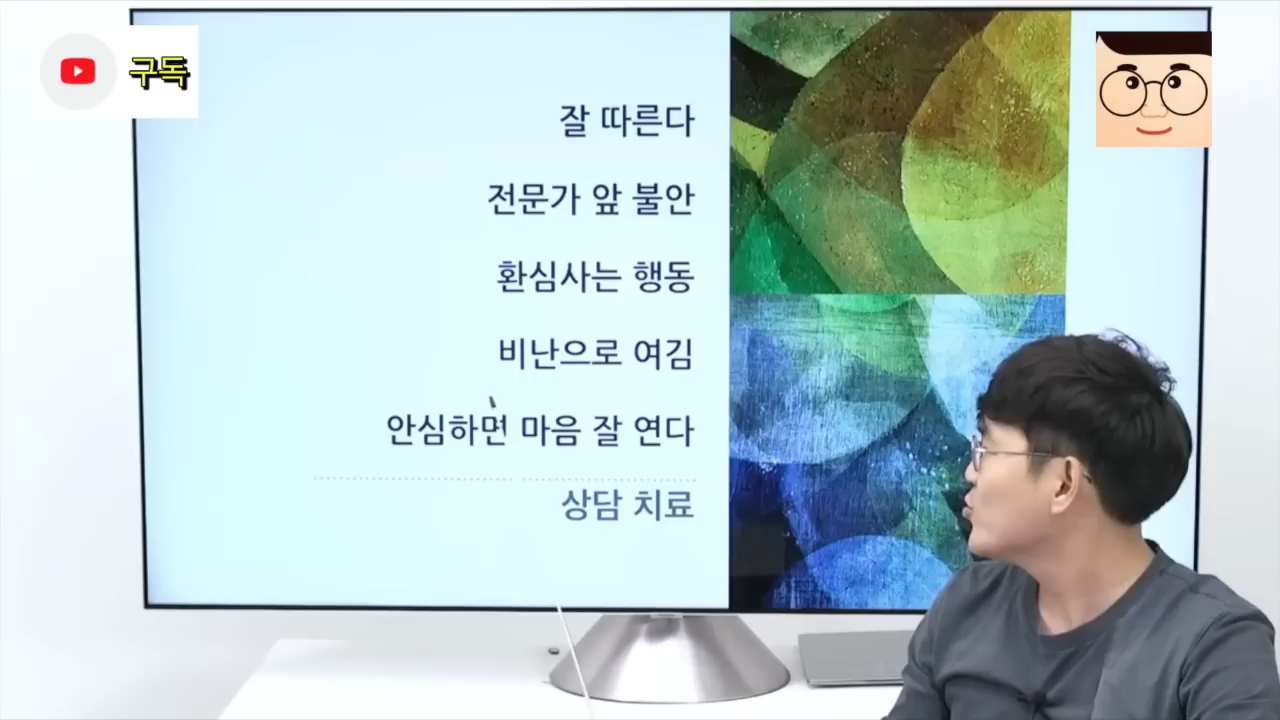 구독
잘 따른다
전문가 앞 불안
환심사는 행동
비난으로 여김
안심하면 마음 잘 연다
상담 치료